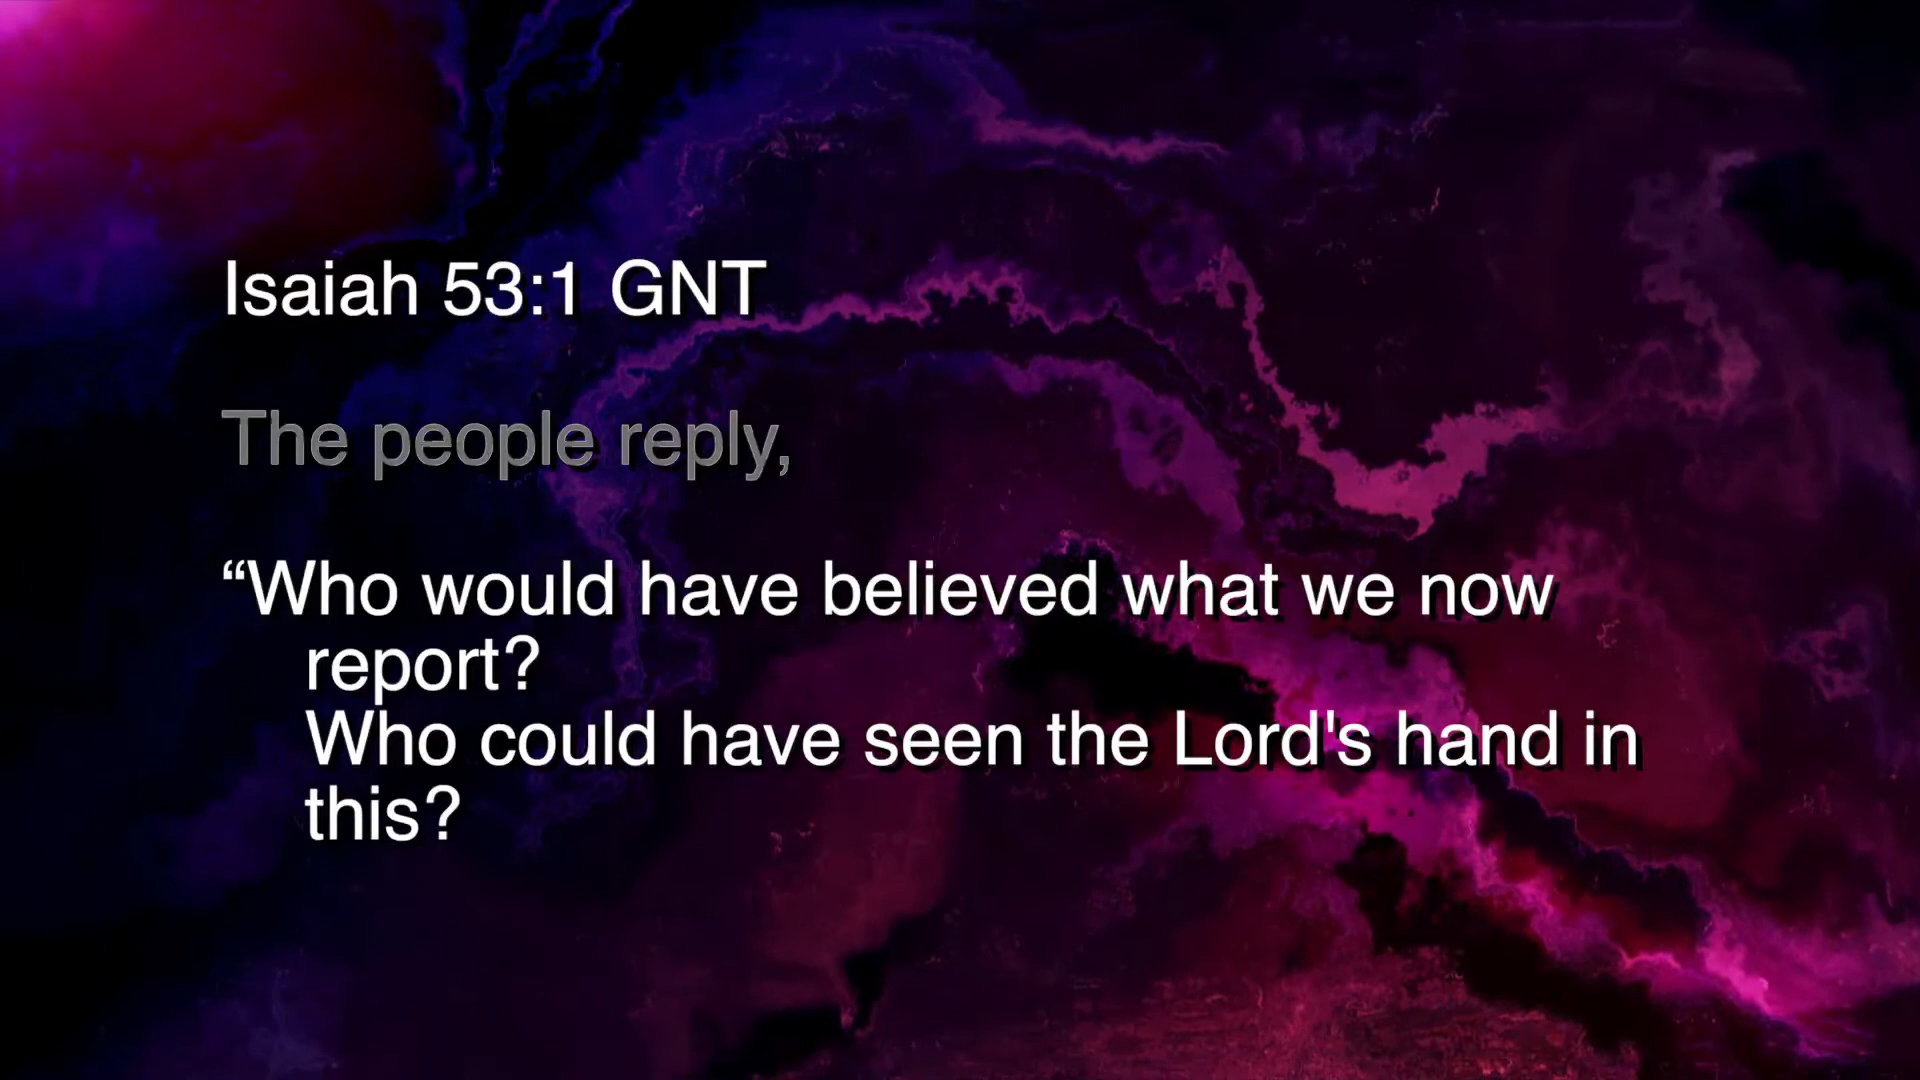 Isaiah 53:1 GNT
The people reply,
“Who would have believed what we now
report?
Who could have seen the Lord's hand in
this?